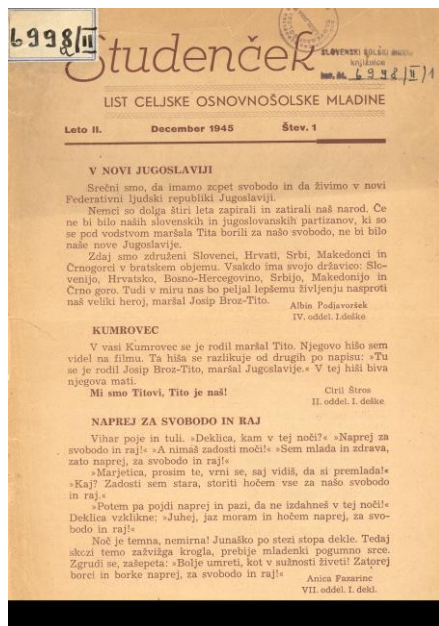 6998/II
Studenček
SLOVENSKI ŠOLSKI MUZEJ
knjižnica
inv. št. 6998/II/1
LIST CELJSKE OSNOVNOŠOLSKE MLADINE
Leto II. December 1945 Štev. 1
V NOVI JUGOSLAVIJI
Srečni smo, da imamo zopet svobodo in da živimo v novi
Federativni ljudski republiki Jugoslaviji.
Nemci so dolga štiri leta zapirali in zatirali naš narod. Če
ne bi bilo naših slovenskih in jugoslovanskih partizanov, ki so
se pod vodstvom maršala Tita borili za našo svobodo, ne bi bilo
naše nove Jugoslavije.
Zdaj smo združeni Slovenci, Hrvati, Srbi, Makedonci in
Črnogorci v bratskem objemu. Vsakdo ima svojo državico: Slo-
venijo, Hrvatsko, Bosno-Hercegovino, Srbijo, Makedonijo in
Črno goro. Tudi v miru nas bo peljal lepšemu življenju nasproti
naš veliki heroj, maršal Josip Broz-Tito.
Albin Podjavoršek
IV. oddel. I.deške
KUMROVEC
V vasi Kumrovec se je rodil maršal Tito. Njegovo hišo sem
videl na filmu. Ta hiša se razlikuje od drugih po napisu: »Tu
se je rodil Josip Broz-Tito, maršal Jugoslavije.« V tej hiši biva
njegova mati.
Mi smo Titovi, Tito je naš!
Ciril Štros
II. oddel. I. deške
NAPREJ ZA SVOBODO IN RAJ
Vihar poje in tuli. »Deklica, kam v tej noči?« »Naprej za
svobodo in raj!« »A nimaš zadosti moči!« »Sem mlada in zdrava,
zato naprej, za svobodo in raj!«
»Marjetica, prosim te, vrni se, saj vidiš, da si premlada!«
»Kaj? Zadosti sem stara, storiti hočem vse za našo svobodo
in raj.«
»Potem pa pojdi naprej in pazi, da ne izdahneš v tej noči!«
Deklica vzklikne; »Juhej, jaz moram in hočem naprej, za svo-
bodo in raj!«
Noč je temna, nemirna! Junaško po stezi stopa dekle. Tedaj
skozi temo zažvižga krogla, prebije mladenki pogumno srce.
Zgrudi se, zašepeta: »Bolje umreti, kot v sužnosti živeti! Zatorej
borci in borke naprej, za svobodo in raj!«
Anica Fazarinc
VII. oddel. I. dekl.